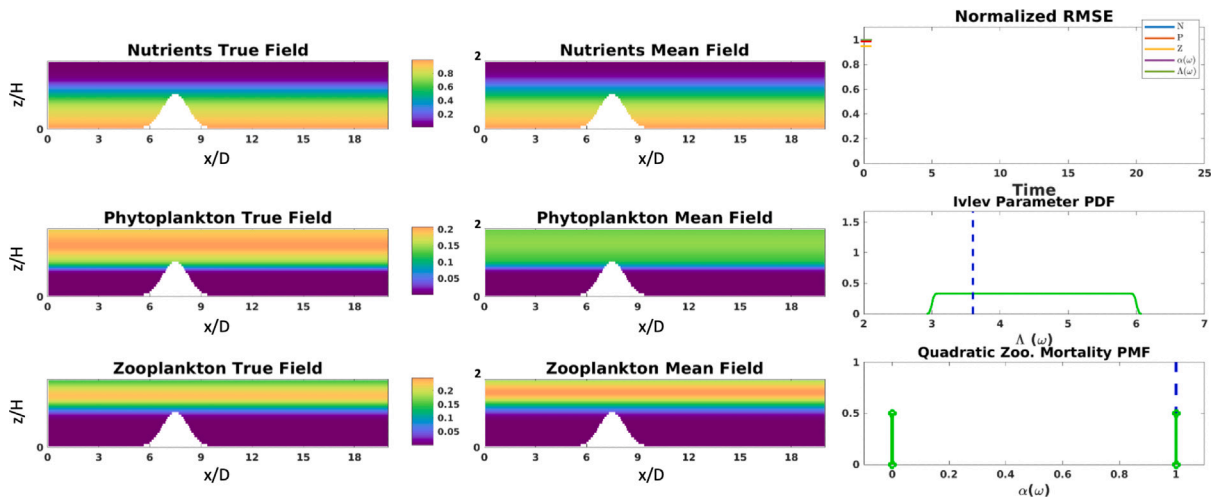 Nutrients True Field
z/H
0
0 3 6 9 12 15 18
x/D
0.8
0.6
0.4
0.2
Nutrients Mean Field
2
0
0 3 6 9 12 15 18
x/D
Normalized RMSE
1
0.8
0.6
0.4
0.2
0
0 5 10 15 20 25
Time
N
P
Z
α(ω)
Λ(ω)
Phytoplankton True Field
z/H
0
0 3 6 9 12 15 18
x/D
0.2
0.15
0.1
0.05
Phytoplankton Mean Field
2
0
0 3 6 9 12 15 18
x/D
Ivlev Parameter PDF
1.5
1
0.5
0
2 3 4 5 6 7
Λ (ω)
Zooplankton True Field
z/H
0
0 3 6 9 12 15 18
x/D
0.2
0.15
0.1
0.05
Zooplankton Mean Field
2
0
0 3 6 9 12 15 18
x/D
Quadratic Zoo. Mortality PMF
1
0.5
0
0 0.2 0.4 0.6 0.8 1
α(ω)